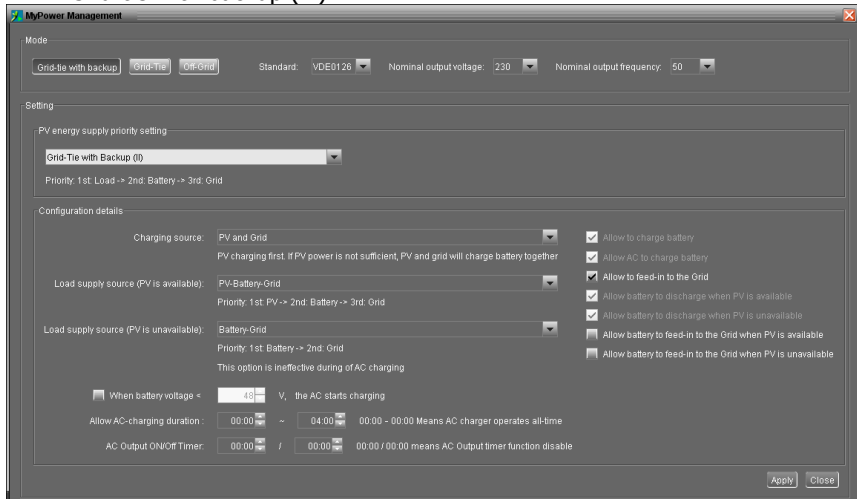 MyPower Management
Mode
Grid-tie with backup Grid-Tie Off-Grid Standard: VDE0126 Nominal output voltage: 230 Nominal output frequency: 50
Setting
PV energy supply priority setting
Grid-Tie with Backup (II)
Priority: 1st: Load -> 2nd: Battery -> 3rd: Grid
Configuration details
Charging source: PV and Grid
PV charging first. If PV power is not sufficient, PV and grid will charge battery together
Load supply source (PV is available): PV-Battery-Grid
Priority: 1st: PV -> 2nd: Battery -> 3rd: Grid
Load supply source (PV is unavailable): Battery-Grid
Priority: 1st: Battery -> 2nd: Grid
This option is ineffective during of AC charging
When battery voltage < 48 V, the AC starts charging
Allow AC-charging duration : 00:00 ~ 04:00 00:00 - 00:00 Means AC charger operates all-time
AC Output ON/Off Timer: 00:00 / 00:00 00:00 / 00:00 means AC Output timer function disable
Allow to charge battery
Allow AC to charge battery
Allow to feed-in to the Grid
Allow battery to discharge when PV is available
Allow battery to discharge when PV is unavailable
Allow battery to feed-in to the Grid when PV is available
Allow battery to feed-in to the Grid when PV is unavailable
Apply Close